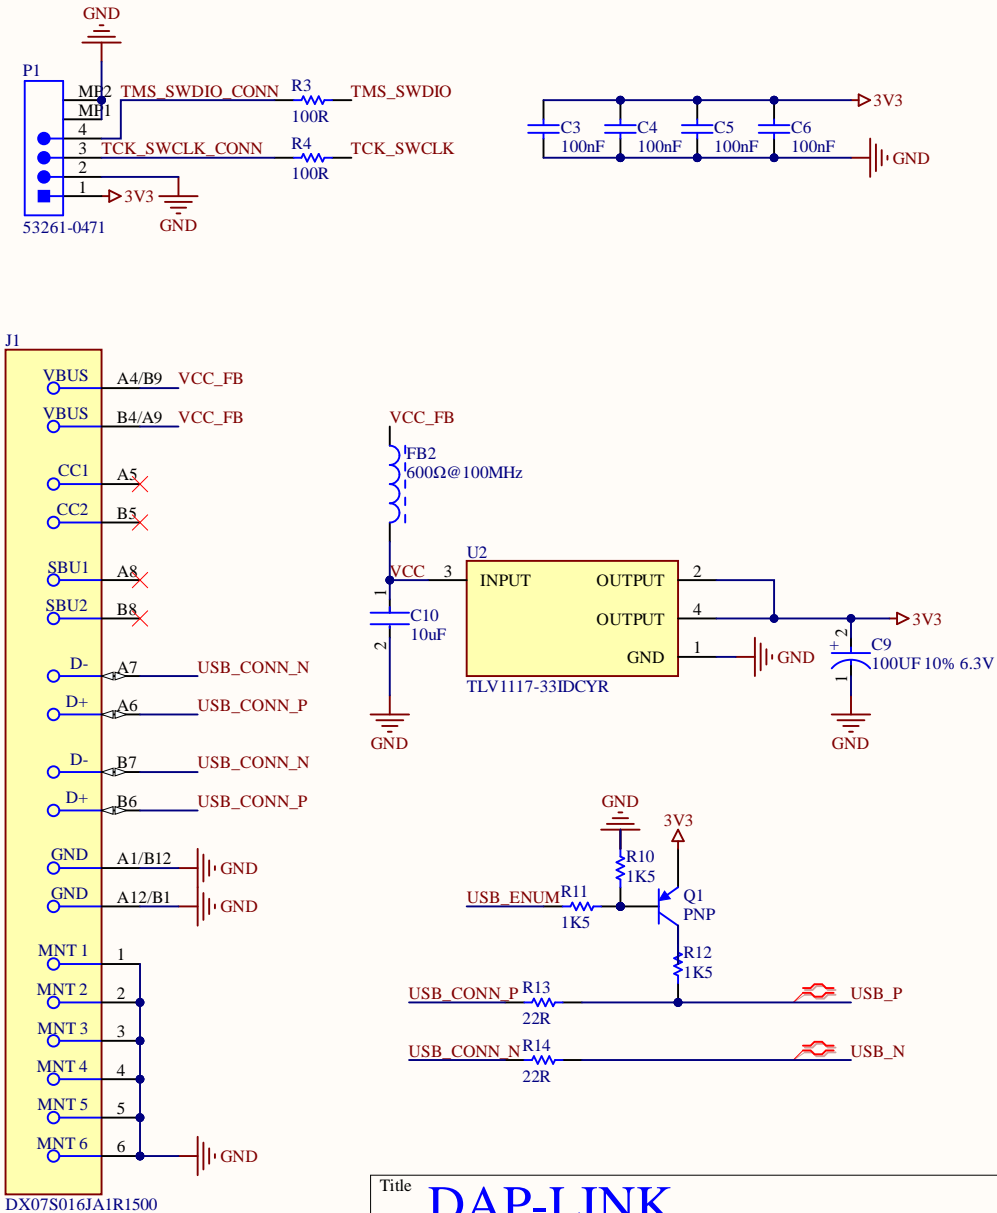 GND
P1
MP2 TMS_SWDIO_CONN R3 TMS_SWDIO
100R
MP1
4
3 TCK_SWCLK_CONN R4 TCK_SWCLK
100R
2
1 3V3
GND
53261-0471
3V3
C3 C4 C5 C6
100nF 100nF 100nF 100nF
GND
J1
VBUS A4/B9 VCC_FB
VBUS B4/A9 VCC_FB
CC1 A5
CC2 B5
SBU1 A8
SBU2 B8
D- A7 USB_CONN_N
D+ A6 USB_CONN_P
D- B7 USB_CONN_N
D+ B6 USB_CONN_P
GND A1/B12 GND
GND A12/B1 GND
MNT 1 1
MNT 2 2
MNT 3 3
MNT 4 4
MNT 5 5
MNT 6 6 GND
DX07S016JA1R1500
VCC_FB
FB2
600Ω@100MHz
VCC 3
1
C10
10uF
2
GND
U2
INPUT OUTPUT 2
OUTPUT 4 3V3
GND 1 GND
TLV1117-33IDCYR
+ 2
C9
100UF 10% 6.3V
1
GND
GND
3V3
R10
1K5
USB_ENUM R11
1K5
Q1
PNP
R12
1K5
USB_CONN_P R13 USB_P
22R
USB_CONN_N R14 USB_N
22R
Title DAP-LINK